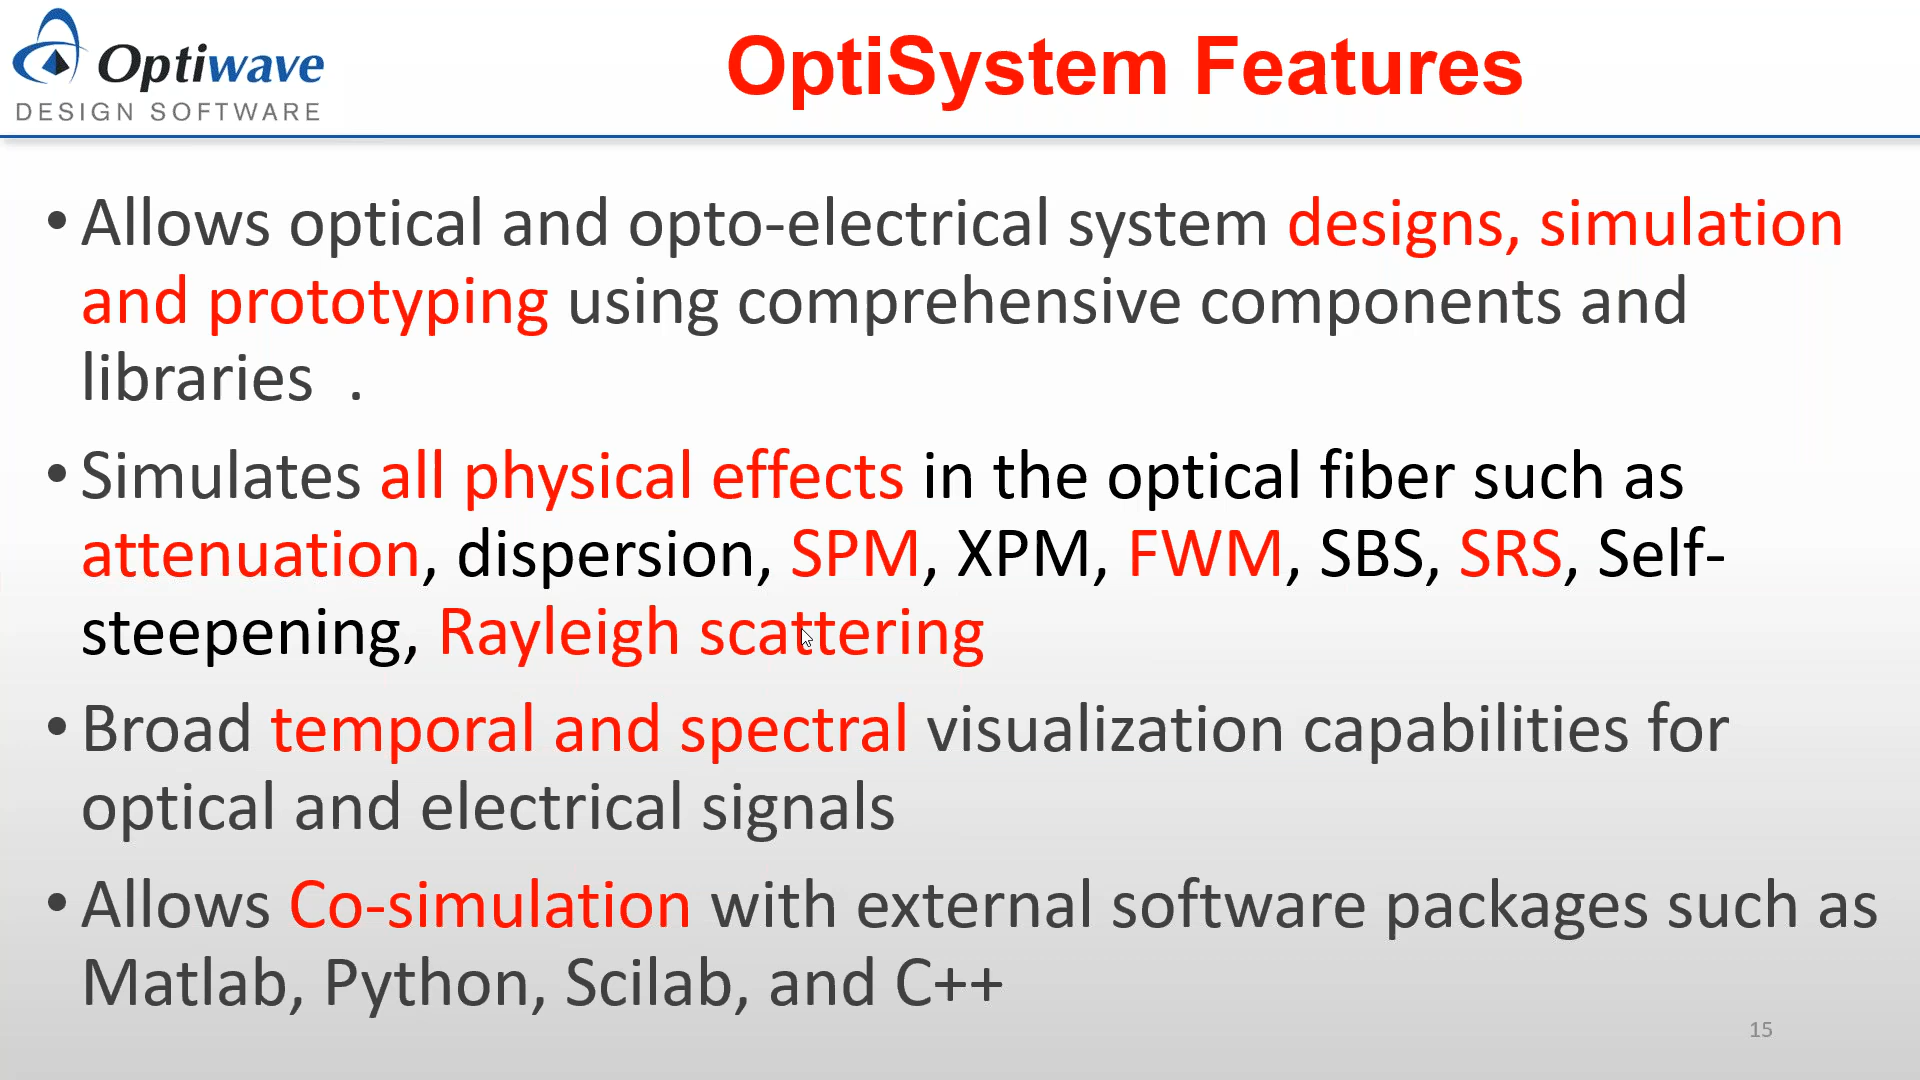 Optiwave
DESIGN SOFTWARE
OptiSystem Features
• Allows optical and opto-electrical system designs, simulation
and prototyping using comprehensive components and
libraries  .
• Simulates all physical effects in the optical fiber such as
attenuation, dispersion, SPM, XPM, FWM, SBS, SRS, Self-
steepening, Rayleigh scattering
• Broad temporal and spectral visualization capabilities for
optical and electrical signals
• Allows Co-simulation with external software packages such as
Matlab, Python, Scilab, and C++
15